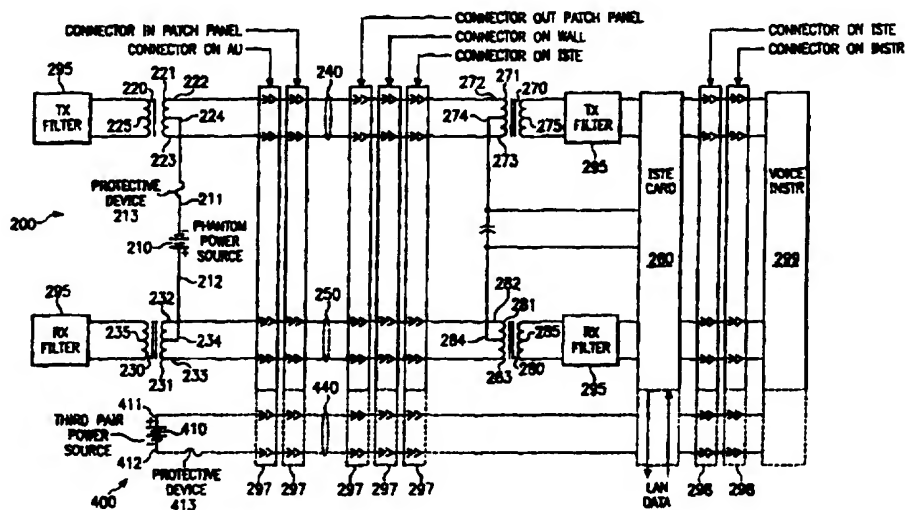 CONNECTOR IN PATCH PANEL
CONNECTOR ON AU
CONNECTOR OUT PATCH PANEL
CONNECTOR ON WALL
CONNECTOR ON ISTE
CONNECTOR ON ISTE
CONNECTOR ON INSTR
295
TX FILTER
220
221
222
225
224
223
240
272
271
270
274
275
273
TX FILTER
295
ISTE CARD
VOICE INSTR
PROTECTIVE DEVICE 213
211
200
PHANTOM POWER SOURCE
210
212
290
299
295
RX FILTER
232
235
234
230
231
233
250
282
281
284
285
283
280
RX FILTER
295
411
440
THIRD PAIR POWER SOURCE
410
412
PROTECTIVE DEVICE 413
400
297
297
297
297
297
LAN DATA
298
298